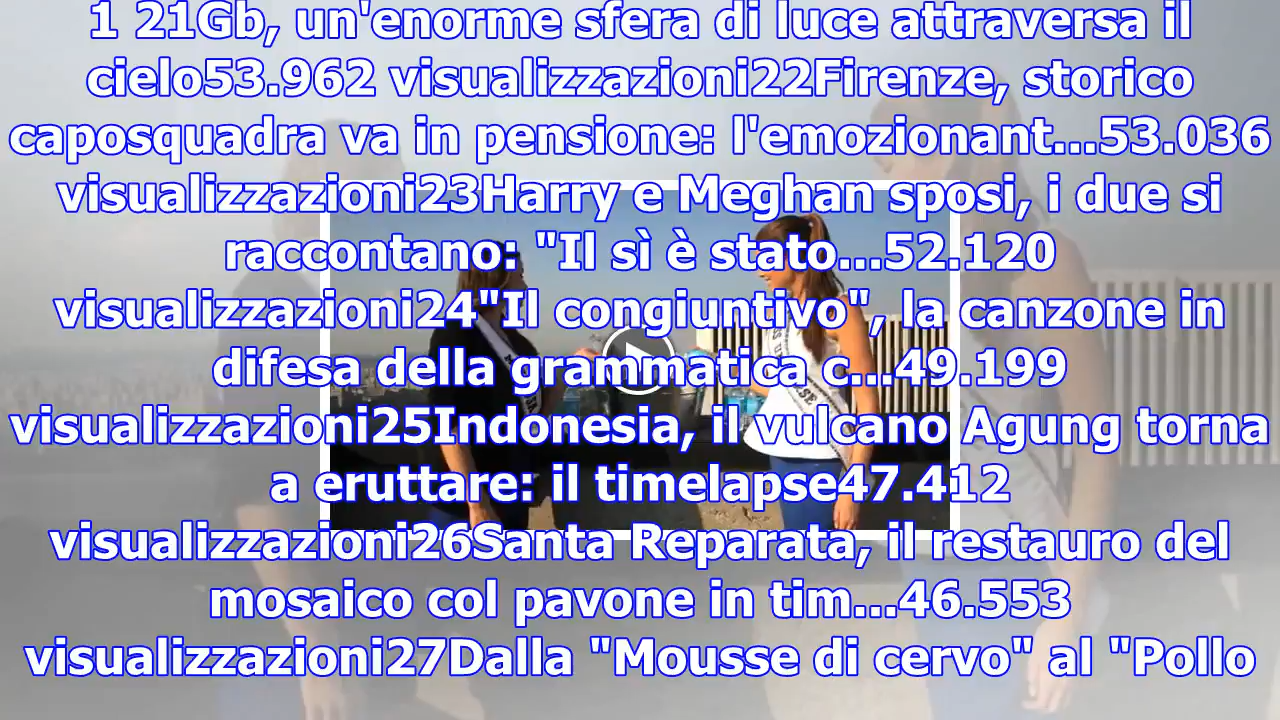 1 21Gb, un'enorme sfera di luce attraversa il
cielo53.962 visualizzazioni22Firenze, storico
caposquadra va in pensione: l'emozionant...53.036
visualizzazioni23Harry e Meghan sposi, i due si
raccontano: "Il sì è stato...52.120
visualizzazioni24"Il congiuntivo", la canzone in
difesa della grammatica c...49.199
visualizzazioni25Indonesia, il vulcano Agung torna
a eruttare: il timelapse47.412
visualizzazioni26Santa Reparata, il restauro del
mosaico col pavone in tim...46.553
visualizzazioni27Dalla "Mousse di cervo" al "Pollo